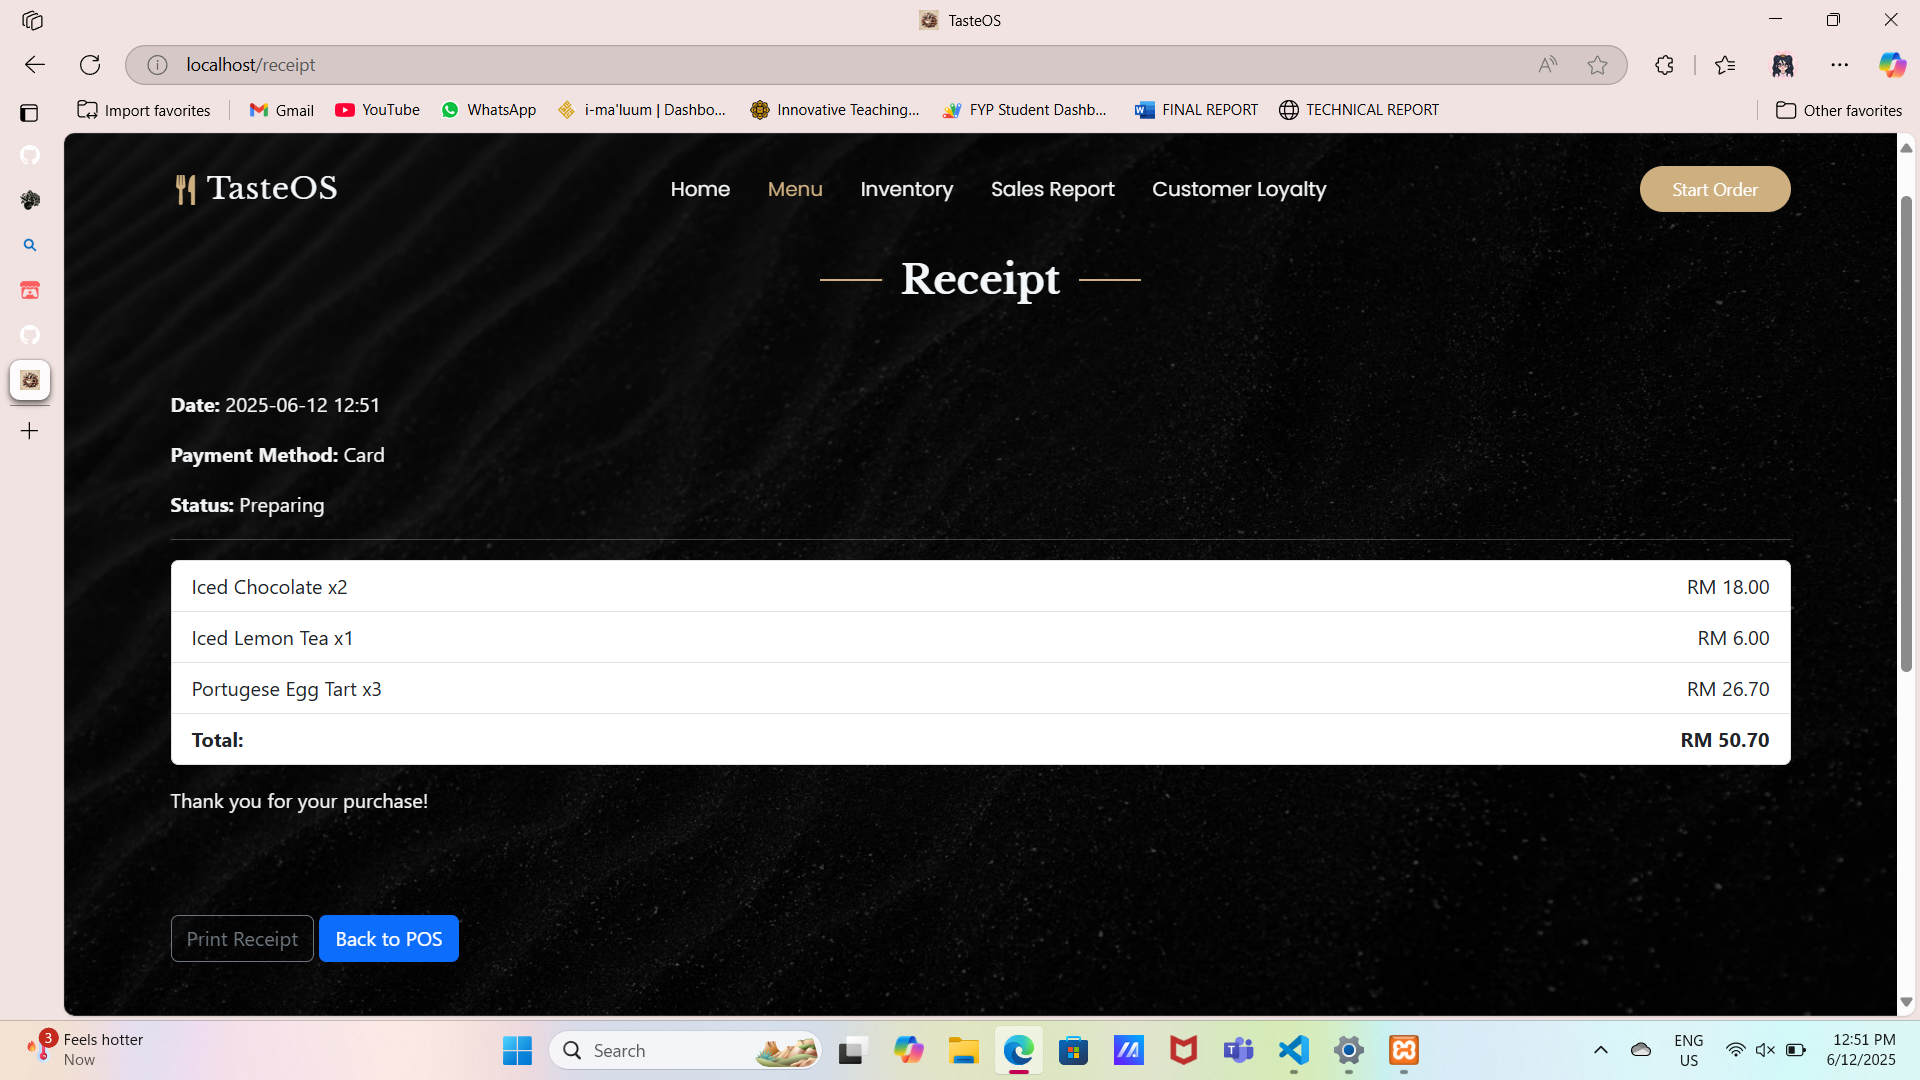 TasteOS
localhost/receipt
Import favorites
Gmail
YouTube
WhatsApp
i-ma'luum | Dashbo...
Innovative Teaching...
FYP Student Dashb...
FINAL REPORT
TECHNICAL REPORT
Other favorites
TasteOS
Home
Menu
Inventory
Sales Report
Customer Loyalty
Start Order
Receipt
Date: 2025-06-12 12:51
Payment Method: Card
Status: Preparing
Iced Chocolate x2 RM 18.00
Iced Lemon Tea x1 RM 6.00
Portugese Egg Tart x3 RM 26.70
Total: RM 50.70
Thank you for your purchase!
Print Receipt
Back to POS
3
Feels hotter
Now
Search
ENG
US
12:51 PM
6/12/2025